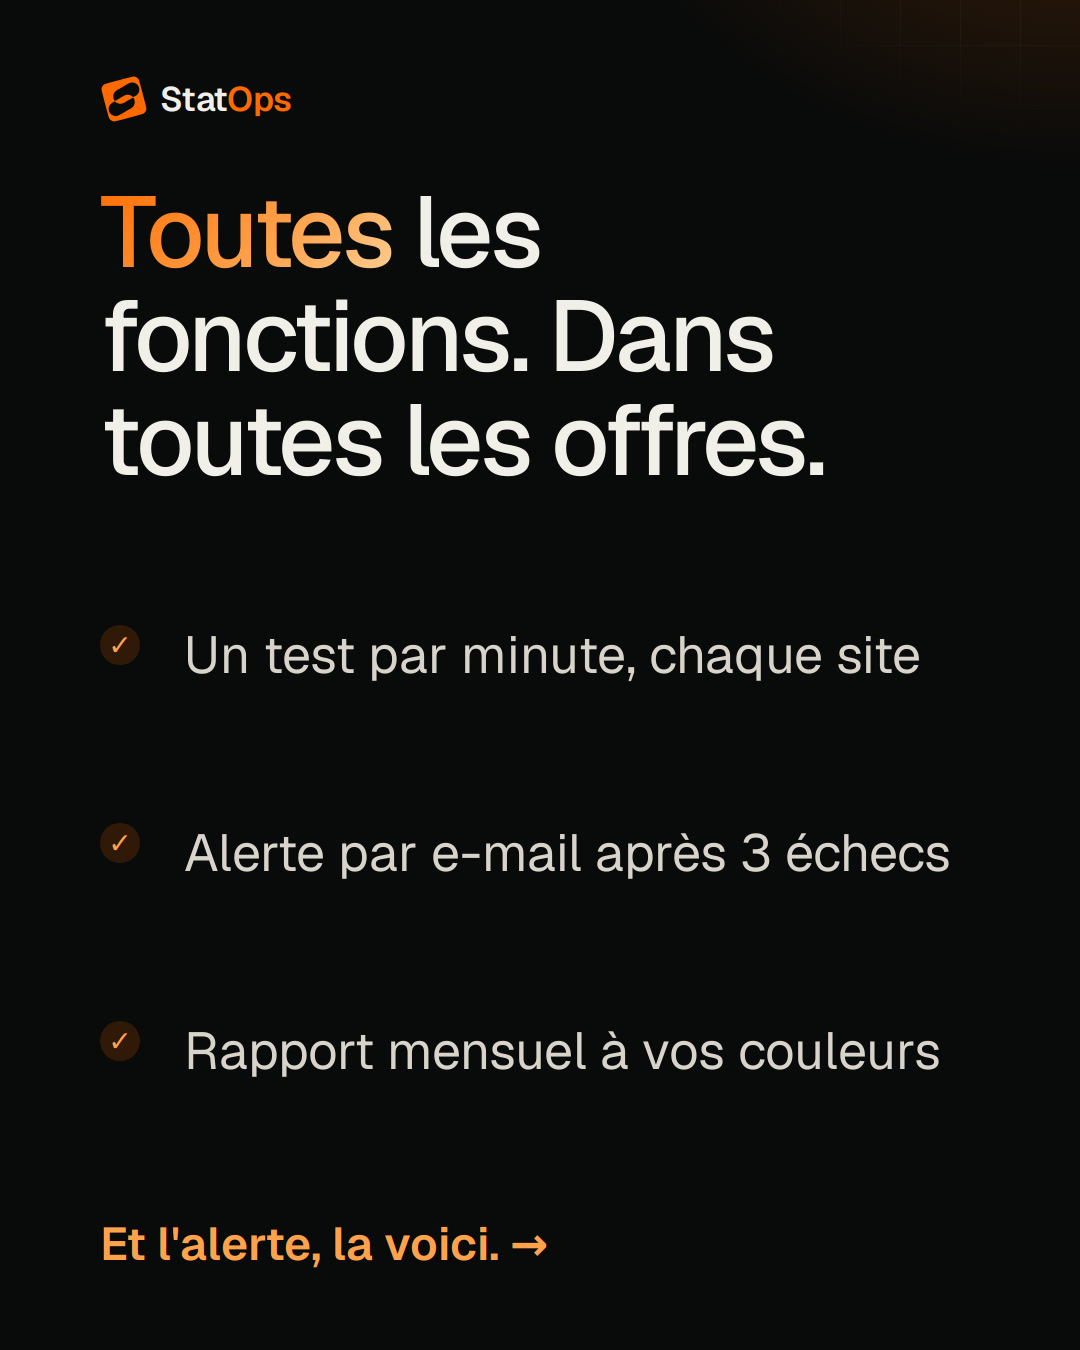 StatOps
Toutes les
fonctions. Dans
toutes les offres.
✓ Un test par minute, chaque site
✓ Alerte par e-mail après 3 échecs
✓ Rapport mensuel à vos couleurs
Et l'alerte, la voici. →